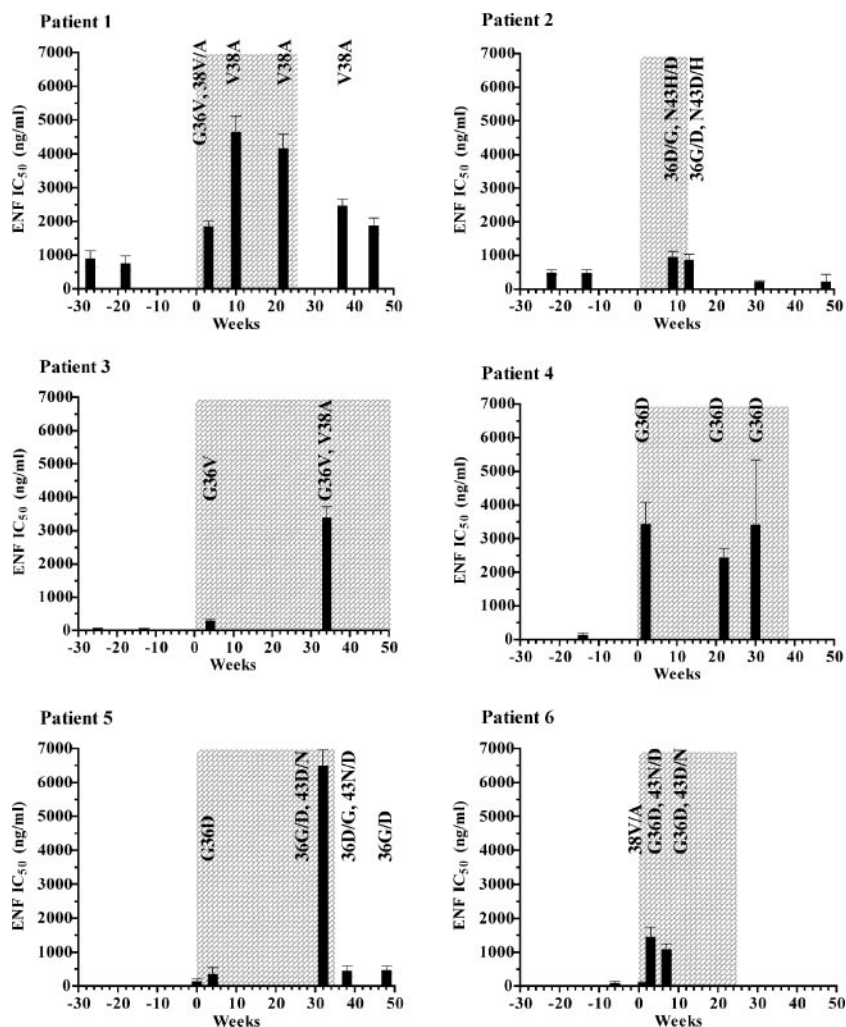 Patient 1
ENF IC50 (ng/ml)
7000
6000
5000
4000
3000
2000
1000
0
G36V, 38V/A
V38A
V38A
V38A
-30 -20 -10 0 10 20 30 40 50
Weeks
Patient 2
ENF IC50 (ng/ml)
7000
6000
5000
4000
3000
2000
1000
0
36D/G, N43H/D
36G/D, N43D/H
-30 -20 -10 0 10 20 30 40 50
Weeks
Patient 3
ENF IC50 (ng/ml)
7000
6000
5000
4000
3000
2000
1000
0
G36V
G36V, V38A
-30 -20 -10 0 10 20 30 40 50
Weeks
Patient 4
ENF IC50 (ng/ml)
7000
6000
5000
4000
3000
2000
1000
0
G36D
G36D
G36D
-30 -20 -10 0 10 20 30 40 50
Weeks
Patient 5
ENF IC50 (ng/ml)
7000
6000
5000
4000
3000
2000
1000
0
G36D
36G/D, 43D/N
36D/G, 43N/D
36G/D
-30 -20 -10 0 10 20 30 40 50
Weeks
Patient 6
ENF IC50 (ng/ml)
7000
6000
5000
4000
3000
2000
1000
0
38V/A
G36D, 43N/D
G36D, 43D/N
-30 -20 -10 0 10 20 30 40 50
Weeks